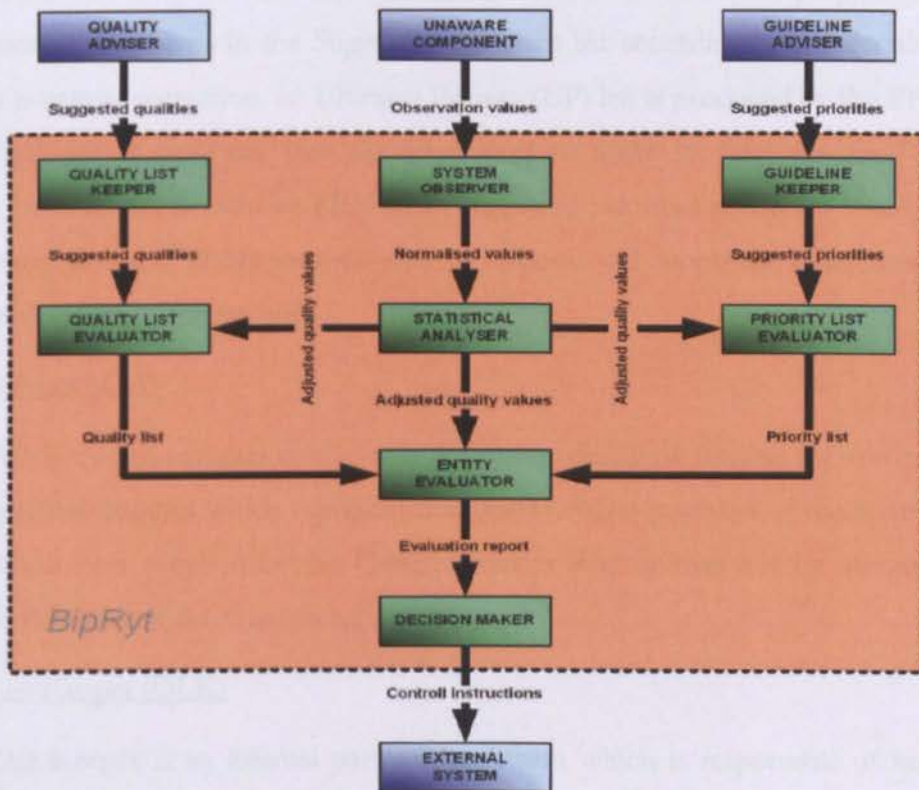 QUALITY
ADVISER
UNAWARE
COMPONENT
GUIDELINE
ADVISER
Suggested qualities
Observation values
Suggested priorities
QUALITY LIST
KEEPER
SYSTEM
OBSERVER
GUIDELINE
KEEPER
Suggested qualities
Normalised values
Suggested priorities
QUALITY LIST
EVALUATOR
Adjusted quality values
STATISTICAL
ANALYSER
Adjusted quality values
PRIORITY LIST
EVALUATOR
Adjusted quality values
Quality list
Priority list
ENTITY
EVALUATOR
Evaluation report
BipRyt
DECISION MAKER
Controll Instructions
EXTERNAL
SYSTEM